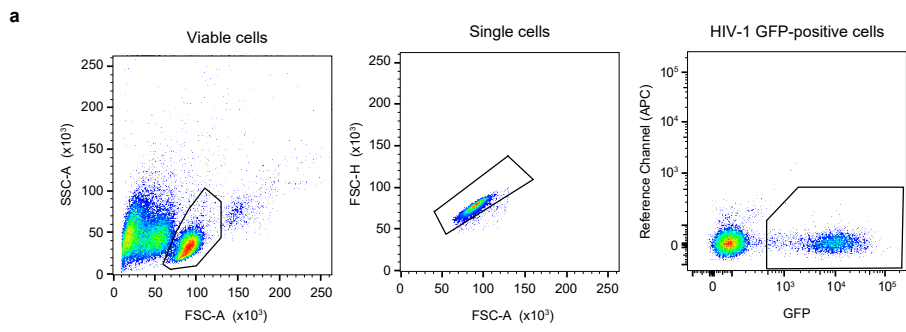 a
Viable cells
Single cells
HIV-1 GFP-positive cells
SSC-A (x10³)
250
200
150
100
50
0
0 50 100 150 200 250
FSC-A (x10³)
FSC-H (x10³)
250
200
150
100
50
0
0 50 100 150 200 250
FSC-A (x10³)
Reference Channel (APC)
10⁵
10⁴
10³
0
0 10³ 10⁴ 10⁵
GFP